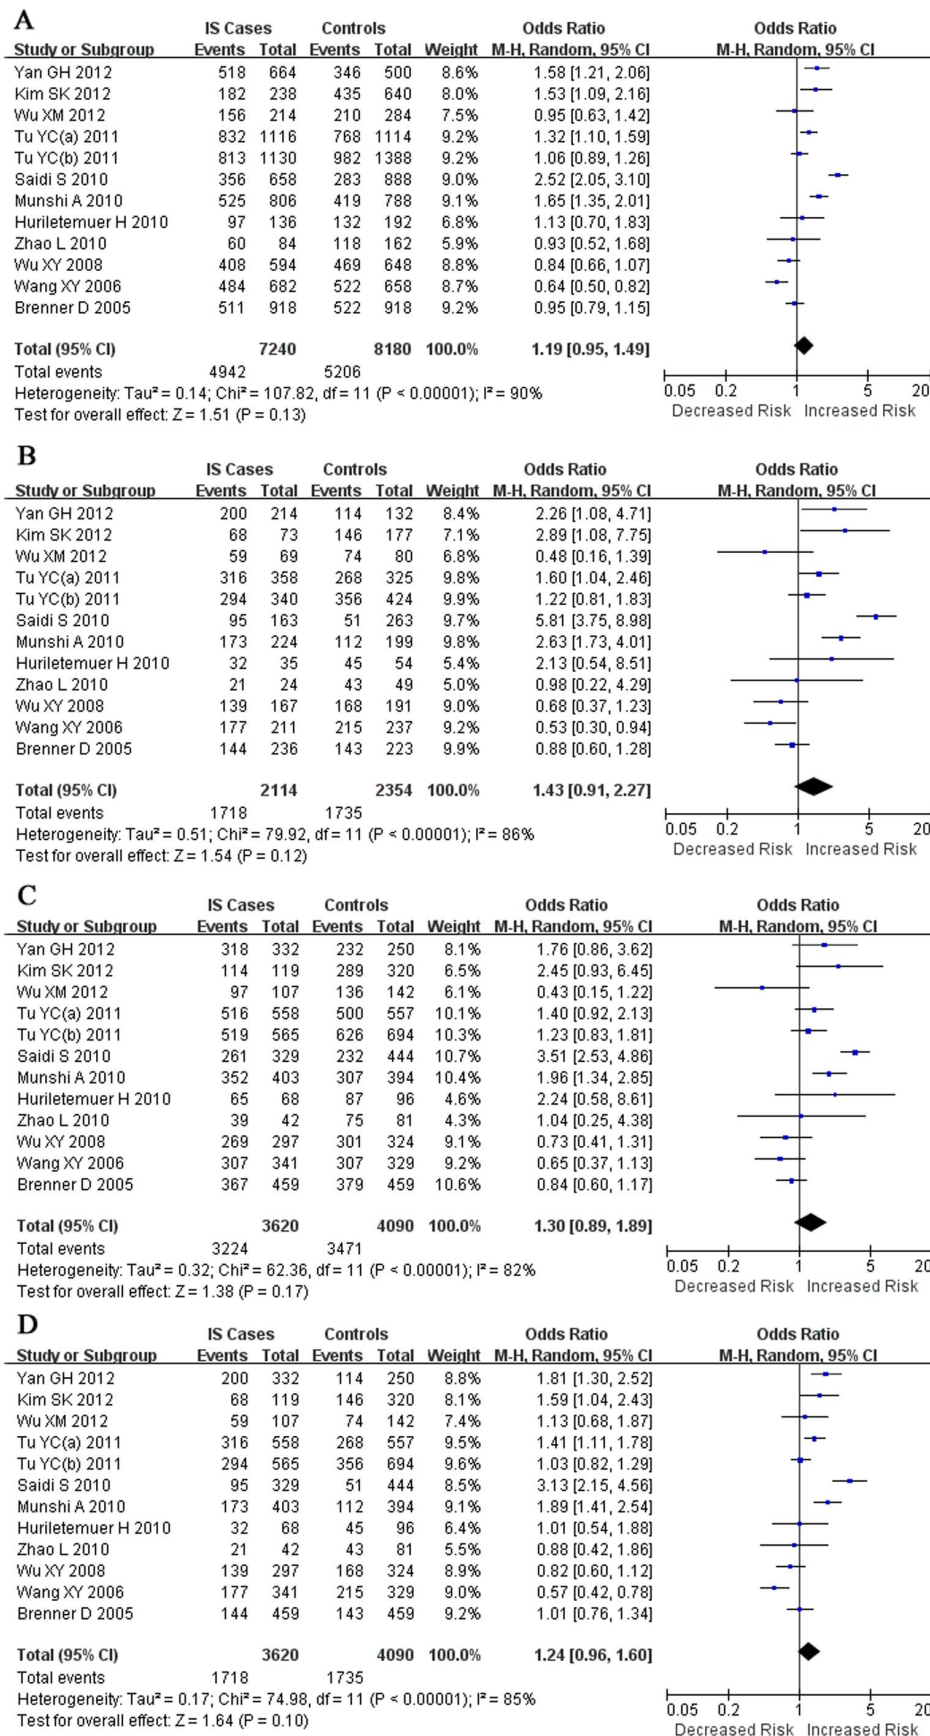 A
IS Cases Controls Odds Ratio Odds Ratio
Study or Subgroup Events Total Events Total Weight M-H, Random, 95% CI M-H, Random, 95% CI
Yan GH 2012 518 664 346 500 8.6% 1.58 [1.21, 2.06]
Kim SK 2012 182 238 435 640 8.0% 1.53 [1.09, 2.16]
Wu XM 2012 156 214 210 284 7.5% 0.95 [0.63, 1.42]
Tu YC(a) 2011 832 1116 768 1114 9.2% 1.32 [1.10, 1.59]
Tu YC(b) 2011 813 1130 982 1388 9.2% 1.06 [0.89, 1.26]
Saidi S 2010 356 658 283 888 9.0% 2.52 [2.05, 3.10]
Munshi A 2010 525 806 419 788 9.1% 1.65 [1.35, 2.01]
Huriletemuer H 2010 97 136 132 192 6.8% 1.13 [0.70, 1.83]
Zhao L 2010 60 84 118 162 5.9% 0.93 [0.52, 1.68]
Wu XY 2008 408 594 469 648 8.8% 0.84 [0.66, 1.07]
Wang XY 2006 484 682 522 658 8.7% 0.64 [0.50, 0.82]
Brenner D 2005 511 918 522 918 9.2% 0.95 [0.79, 1.15]
Total (95% CI) 7240 8180 100.0% 1.19 [0.95, 1.49]
Total events 4942 5206
Heterogeneity: Tau² = 0.14; Chi² = 107.82, df = 11 (P < 0.00001); I² = 90%
Test for overall effect: Z = 1.51 (P = 0.13)
0.05 0.2 1 5 20
Decreased Risk Increased Risk
B
IS Cases Controls Odds Ratio Odds Ratio
Study or Subgroup Events Total Events Total Weight M-H, Random, 95% CI M-H, Random, 95% CI
Yan GH 2012 200 214 114 132 8.4% 2.26 [1.08, 4.71]
Kim SK 2012 68 73 146 177 7.1% 2.89 [1.08, 7.75]
Wu XM 2012 59 69 74 80 6.8% 0.48 [0.16, 1.39]
Tu YC(a) 2011 316 358 268 325 9.8% 1.60 [1.04, 2.46]
Tu YC(b) 2011 294 340 356 424 9.9% 1.22 [0.81, 1.83]
Saidi S 2010 95 163 51 263 9.8% 5.81 [3.75, 8.98]
Munshi A 2010 173 224 112 199 9.8% 2.63 [1.73, 4.01]
Huriletemuer H 2010 32 35 45 54 5.4% 2.13 [0.54, 8.51]
Zhao L 2010 21 24 43 49 5.0% 0.98 [0.22, 4.29]
Wu XY 2008 139 167 168 191 9.0% 0.68 [0.37, 1.23]
Wang XY 2006 177 211 215 237 9.1% 0.53 [0.30, 0.94]
Brenner D 2005 144 236 143 223 9.9% 0.88 [0.60, 1.28]
Total (95% CI) 2114 2354 100.0% 1.43 [0.91, 2.27]
Total events 1718 1735
Heterogeneity: Tau² = 0.51; Chi² = 79.92, df = 11 (P < 0.00001); I² = 86%
Test for overall effect: Z = 1.54 (P = 0.12)
0.05 0.2 1 5 20
Decreased Risk Increased Risk
C
IS Cases Controls Odds Ratio Odds Ratio
Study or Subgroup Events Total Events Total Weight M-H, Random, 95% CI M-H, Random, 95% CI
Yan GH 2012 318 332 232 250 8.1% 1.76 [0.86, 3.62]
Kim SK 2012 114 119 289 320 6.5% 2.45 [0.93, 6.45]
Wu XM 2012 97 107 136 142 6.1% 0.43 [0.15, 1.22]
Tu YC(a) 2011 516 558 500 557 10.1% 1.40 [0.92, 2.13]
Tu YC(b) 2011 519 565 626 694 10.3% 1.23 [0.83, 1.81]
Saidi S 2010 261 329 232 444 10.7% 3.51 [2.53, 4.86]
Munshi A 2010 352 403 307 394 10.4% 1.96 [1.34, 2.85]
Huriletemuer H 2010 65 68 87 96 4.6% 2.24 [0.58, 8.61]
Zhao L 2010 39 42 75 81 4.3% 1.04 [0.25, 4.38]
Wu XY 2008 269 297 301 324 9.1% 0.73 [0.41, 1.31]
Wang XY 2006 307 341 307 329 9.2% 0.65 [0.37, 1.13]
Brenner D 2005 367 459 379 459 10.6% 0.84 [0.60, 1.17]
Total (95% CI) 3620 4090 100.0% 1.30 [0.89, 1.89]
Total events 3224 3471
Heterogeneity: Tau² = 0.32; Chi² = 62.36, df = 11 (P < 0.00001); I² = 82%
Test for overall effect: Z = 1.38 (P = 0.17)
0.05 0.2 1 5 20
Decreased Risk Increased Risk
D
IS Cases Controls Odds Ratio Odds Ratio
Study or Subgroup Events Total Events Total Weight M-H, Random, 95% CI M-H, Random, 95% CI
Yan GH 2012 200 332 114 250 8.8% 1.81 [1.30, 2.52]
Kim SK 2012 68 119 146 320 8.1% 1.59 [1.04, 2.43]
Wu XM 2012 59 107 74 142 7.4% 1.13 [0.68, 1.87]
Tu YC(a) 2011 316 558 268 557 9.5% 1.41 [1.11, 1.78]
Tu YC(b) 2011 294 565 356 694 9.6% 1.03 [0.82, 1.29]
Saidi S 2010 95 329 51 444 8.5% 3.13 [2.15, 4.56]
Munshi A 2010 173 403 112 394 9.1% 1.89 [1.41, 2.54]
Huriletemuer H 2010 32 68 45 96 6.4% 1.01 [0.54, 1.88]
Zhao L 2010 21 42 43 81 5.5% 0.88 [0.42, 1.86]
Wu XY 2008 139 297 168 324 9.0% 0.82 [0.60, 1.12]
Wang XY 2006 177 341 215 329 9.0% 0.57 [0.42, 0.78]
Brenner D 2005 144 459 143 459 9.2% 1.01 [0.76, 1.34]
Total (95% CI) 3620 4090 100.0% 1.24 [0.96, 1.60]
Total events 1718 1735
Heterogeneity: Tau² = 0.17; Chi² = 74.98, df = 11 (P < 0.00001); I² = 85%
Test for overall effect: Z = 1.64 (P = 0.10)
0.05 0.2 1 5 20
Decreased Risk Increased Risk